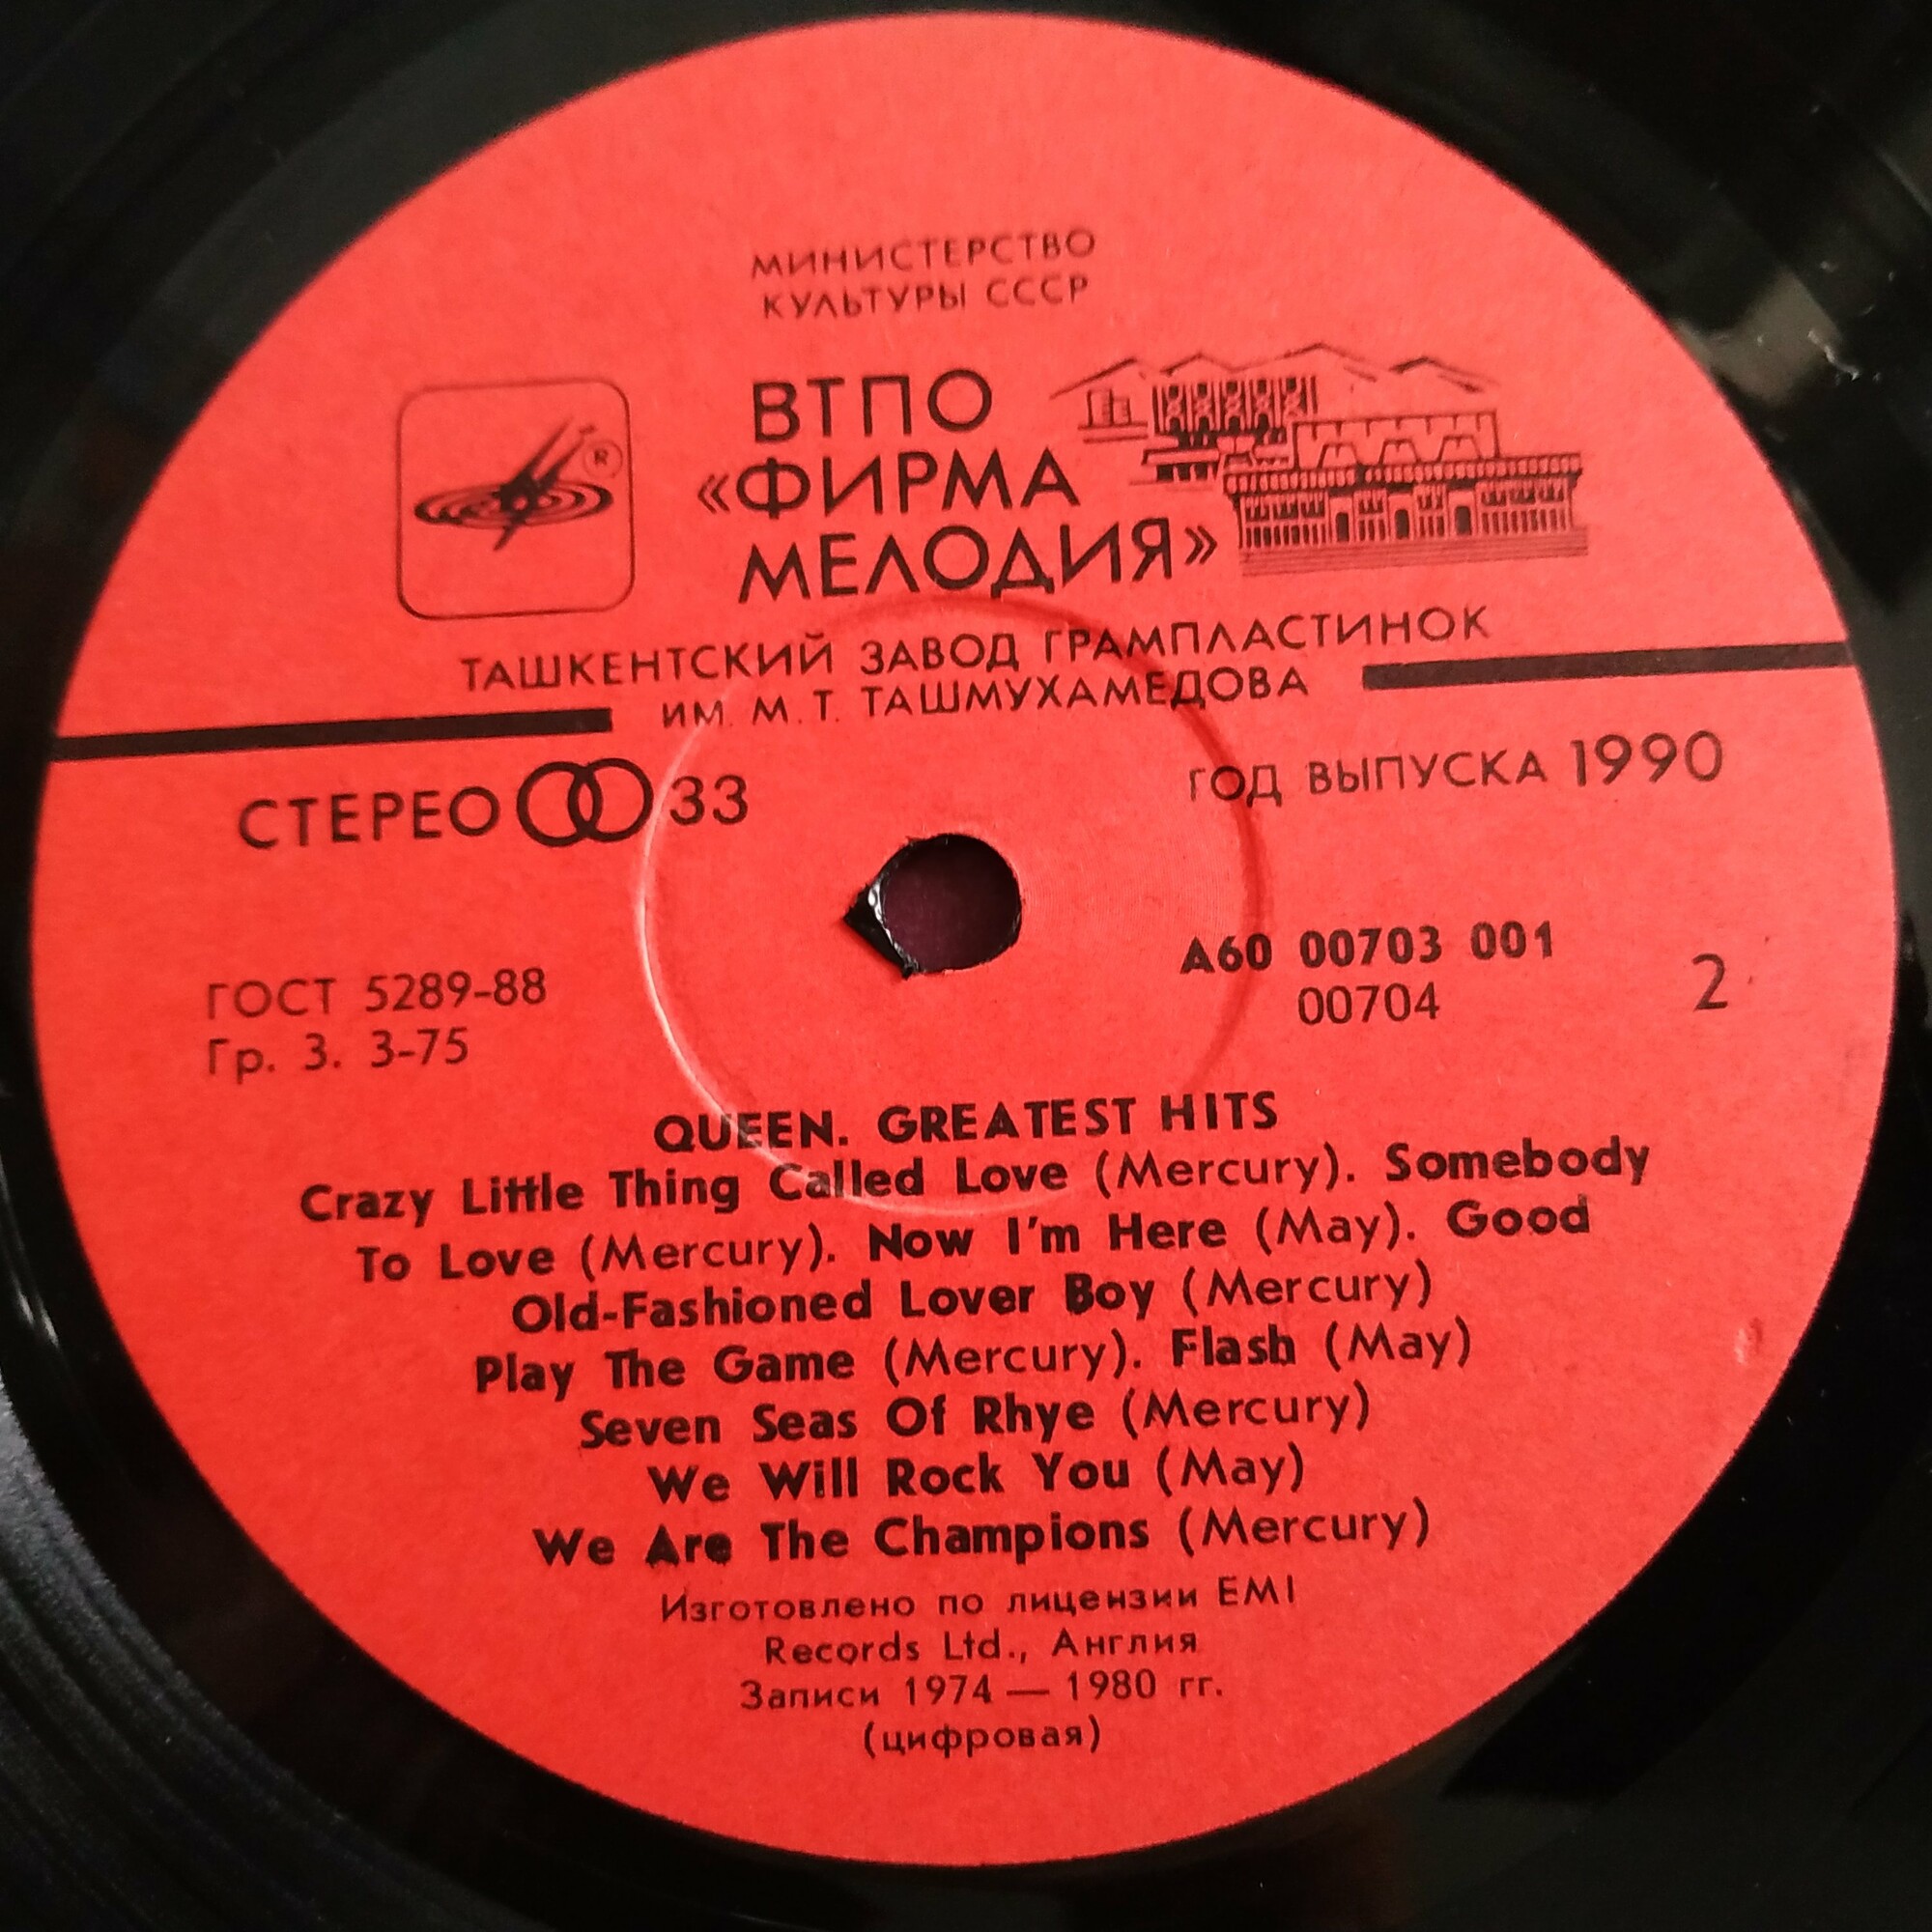 МИНИСТЕРСТВО
КУЛЬТУРЫ СССР
ВТПО
«ФИРМА
МЕЛОДИЯ»
®
ТАШКЕНТСКИЙ ЗАВОД ГРАМПЛАСТИНОК
ИМ. М. Т. ТАШМУХАМЕДОВА
СТЕРЕО 33
ГОД ВЫПУСКА 1990
А60 00703 001
00704
2
ГОСТ 5289-88
Гр. 3. 3-75
QUEEN. GREATEST HITS
Crazy Little Thing Called Love (Mercury). Somebody
To Love (Mercury). Now I'm Here (May). Good
Old-Fashioned Lover Boy (Mercury)
Play The Game (Mercury). Flash (May)
Seven Seas Of Rhye (Mercury)
We Will Rock You (May)
We Are The Champions (Mercury)
Изготовлено по лицензии EMI
Records Ltd., Англия
Записи 1974 — 1980 гг.
(цифровая)